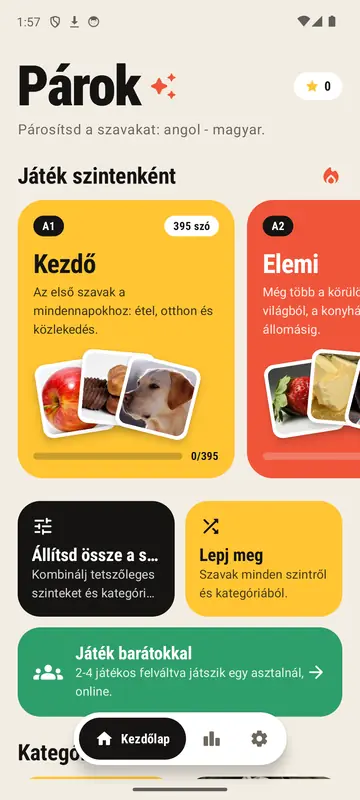 1:57
Párok
0
Párosítsd a szavakat: angol - magyar.
Játék szintenként
A1
395 szó
Kezdő
Az első szavak a
mindennapokhoz: étel, otthon és
közlekedés.
0/395
A2
Elemi
Még több a körülö
világból, a konyhá
állomásig.
Állítsd össze a s...
Kombinálj tetszőleges
szinteket és kategóri...
Lepj meg
Szavak minden szintről
és kategóriából.
Játék barátokkal
2-4 játékos felváltva játszik egy asztalnál,
online.
Kezdőlap